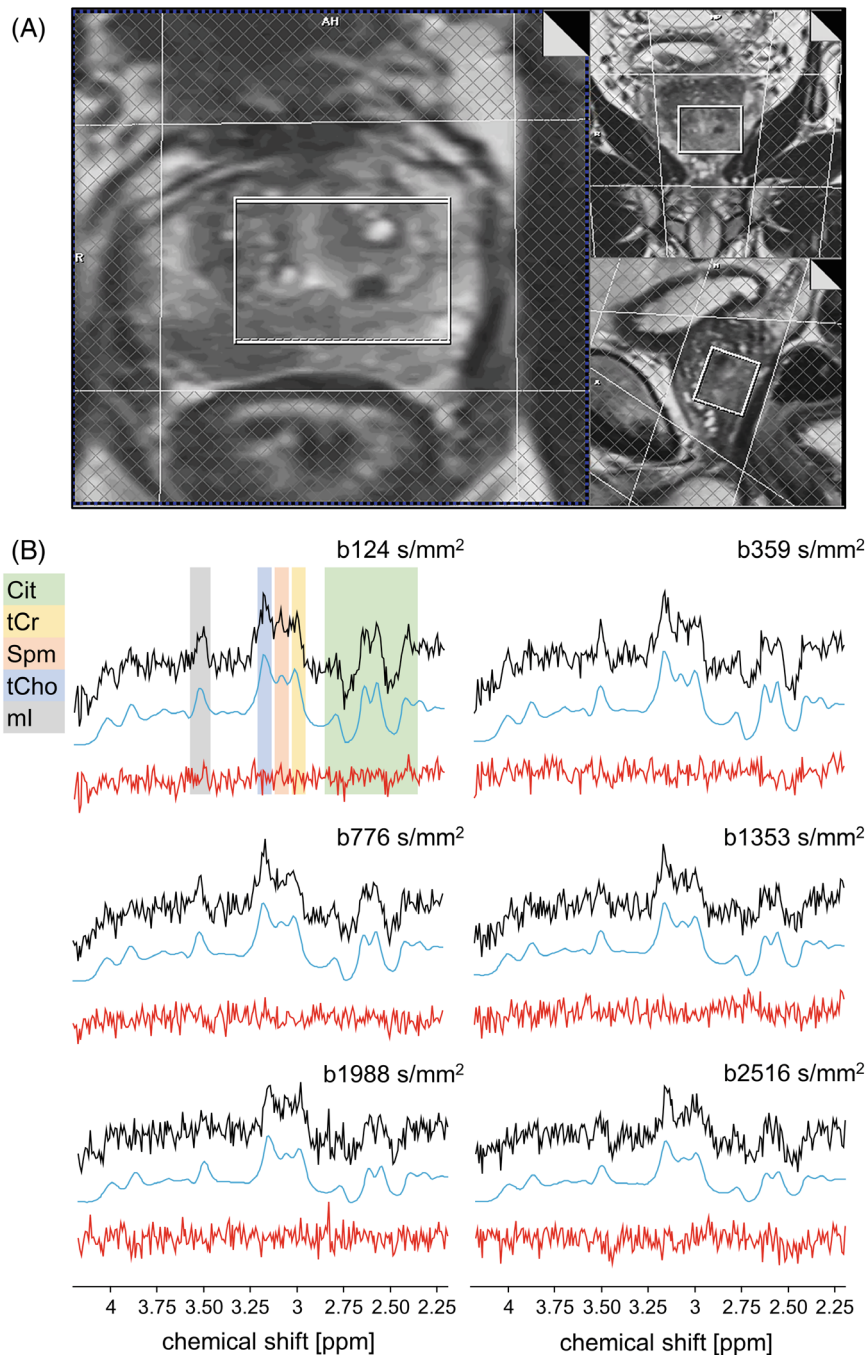 (A)
AH
R
R
H
A
(B)
b124 s/mm²
b359 s/mm²
Cit
tCr
Spm
tCho
mI
b776 s/mm²
b1353 s/mm²
b1988 s/mm²
b2516 s/mm²
4 3.75 3.50 3.25 3 2.75 2.50 2.25
4 3.75 3.50 3.25 3 2.75 2.50 2.25
chemical shift [ppm]
chemical shift [ppm]